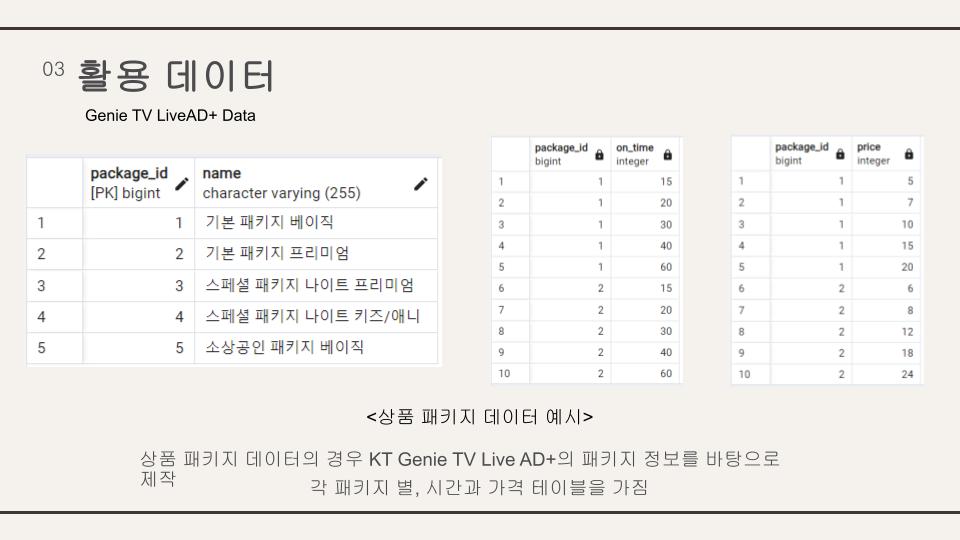 03 활용 데이터
Genie TV LiveAD+ Data
package_id name
[PK] bigint character varying (255)
1 1 기본 패키지 베이직
2 2 기본 패키지 프리미엄
3 3 스페셜 패키지 나이트 프리미엄
4 4 스페셜 패키지 나이트 키즈/애니
5 5 소상공인 패키지 베이직
package_id on_time
bigint integer
1 1 15
2 1 20
3 1 30
4 1 40
5 1 60
6 2 15
7 2 20
8 2 30
9 2 40
10 2 60
package_id price
bigint integer
1 1 5
2 1 7
3 1 10
4 1 15
5 1 20
6 2 6
7 2 8
8 2 12
9 2 18
10 2 24
<상품 패키지 데이터 예시>
상품 패키지 데이터의 경우 KT Genie TV Live AD+의 패키지 정보를 바탕으로
제작
각 패키지 별, 시간과 가격 테이블을 가짐